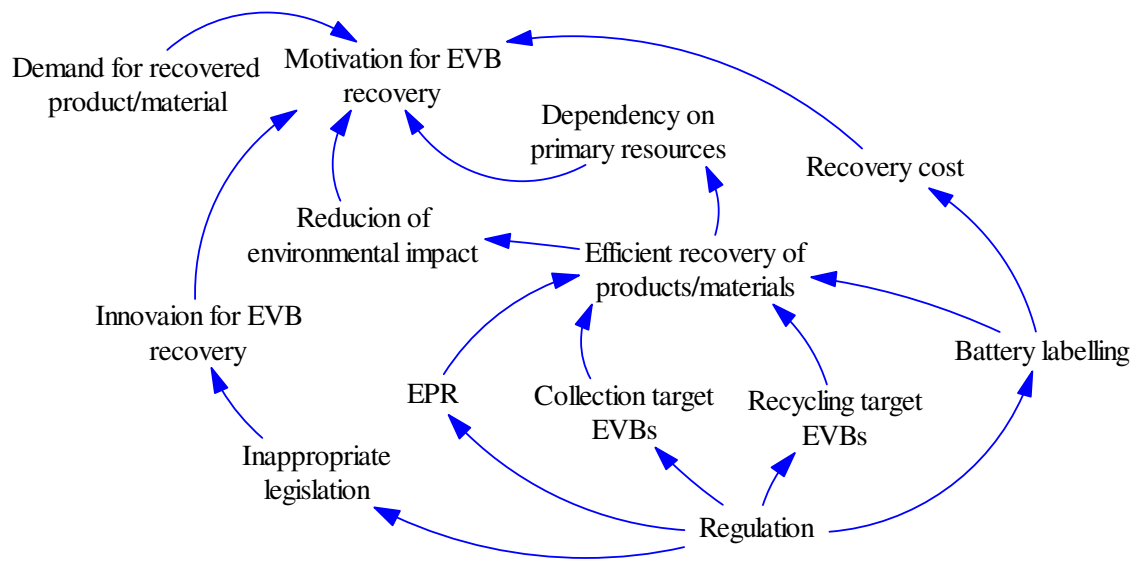 Demand for recovered
product/material
Motivation for EVB
recovery
Dependency on
primary resources
Recovery cost
Reducion of
environmental impact
Efficient recovery of
products/materials
Innovaion for EVB
recovery
Battery labelling
EPR
Collection target
EVBs
Recycling target
EVBs
Inappropriate
legislation
Regulation